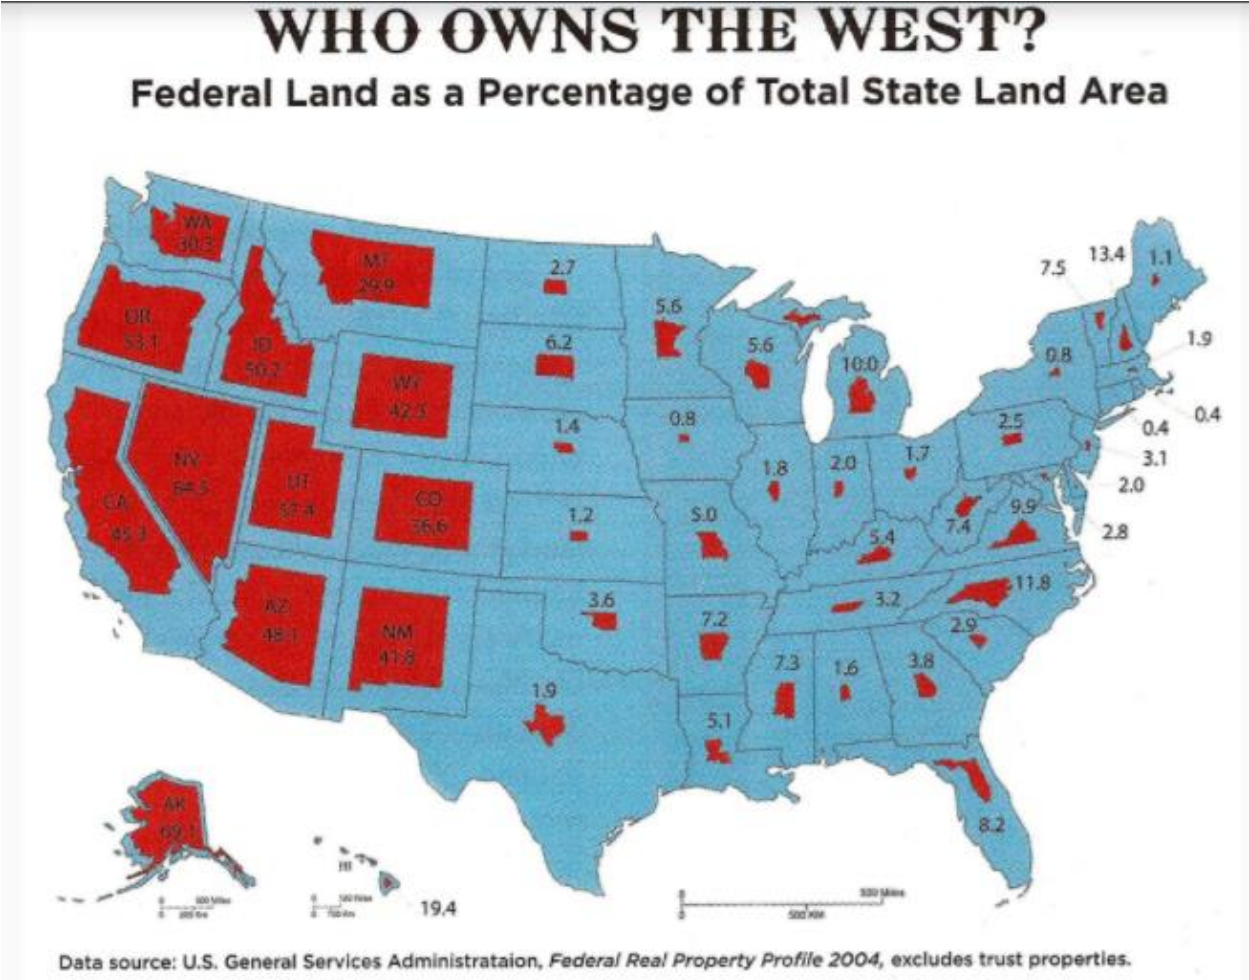 WHO OWNS THE WEST?
Federal Land as a Percentage of Total State Land Area
WA
30.3
MT
29.9
2.7
5.6
7.5
13.4
1.1
OR
53.1
ID
50.2
WY
42.3
6.2
5.6
10.0
0.8
1.9
0.4
0.4
NV
84.5
UT
57.4
CO
36.6
1.4
0.8
1.8
2.0
1.7
2.5
3.1
2.0
2.8
CA
45.3
1.2
5.0
5.4
7.4
9.9
AZ
48.1
NM
41.8
3.6
7.2
3.2
11.8
2.9
1.9
5.1
7.3
1.6
3.8
8.2
AK
69.1
HI
19.4
0 500 Miles
0 500 KM
Data source: U.S. General Services Administrataion, Federal Real Property Profile 2004, excludes trust properties.